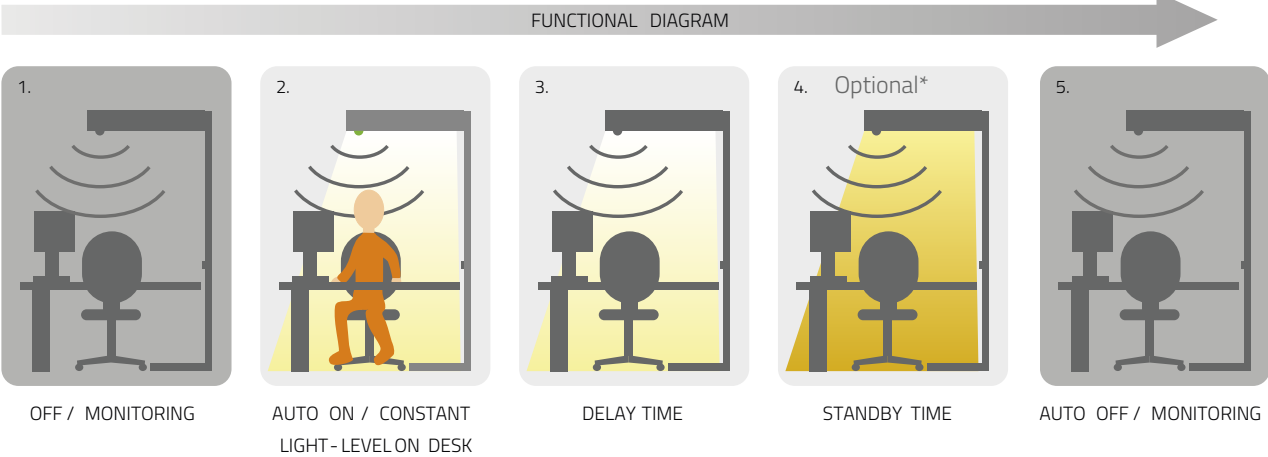 FUNCTIONAL DIAGRAM
1.
2.
3.
4. Optional*
5.
OFF / MONITORING
AUTO ON / CONSTANT
LIGHT-LEVEL ON DESK
DELAY TIME
STANDBY TIME
AUTO OFF / MONITORING